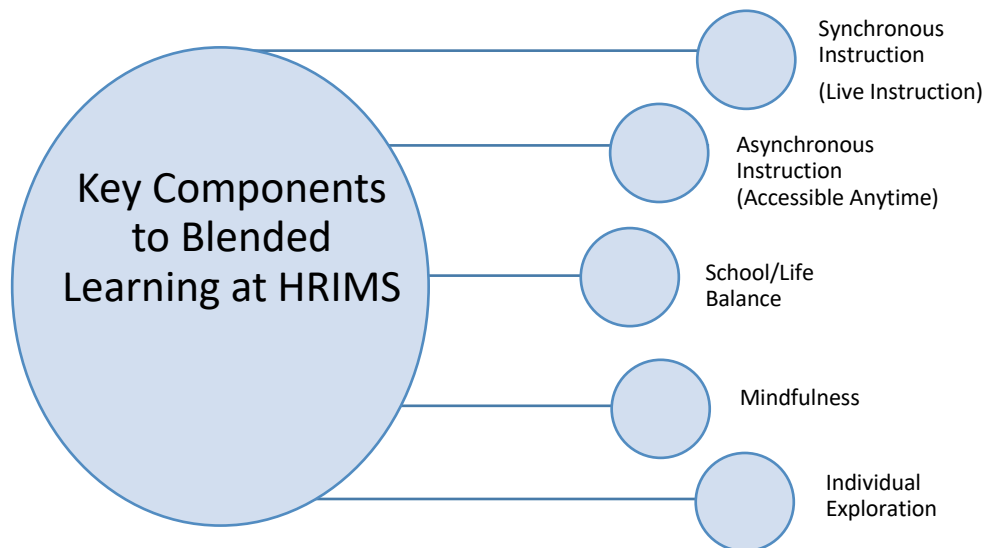 Key Components
to Blended
Learning at HRIMS
Synchronous
Instruction
(Live Instruction)
Asynchronous
Instruction
(Accessible Anytime)
School/Life
Balance
Mindfulness
Individual
Exploration